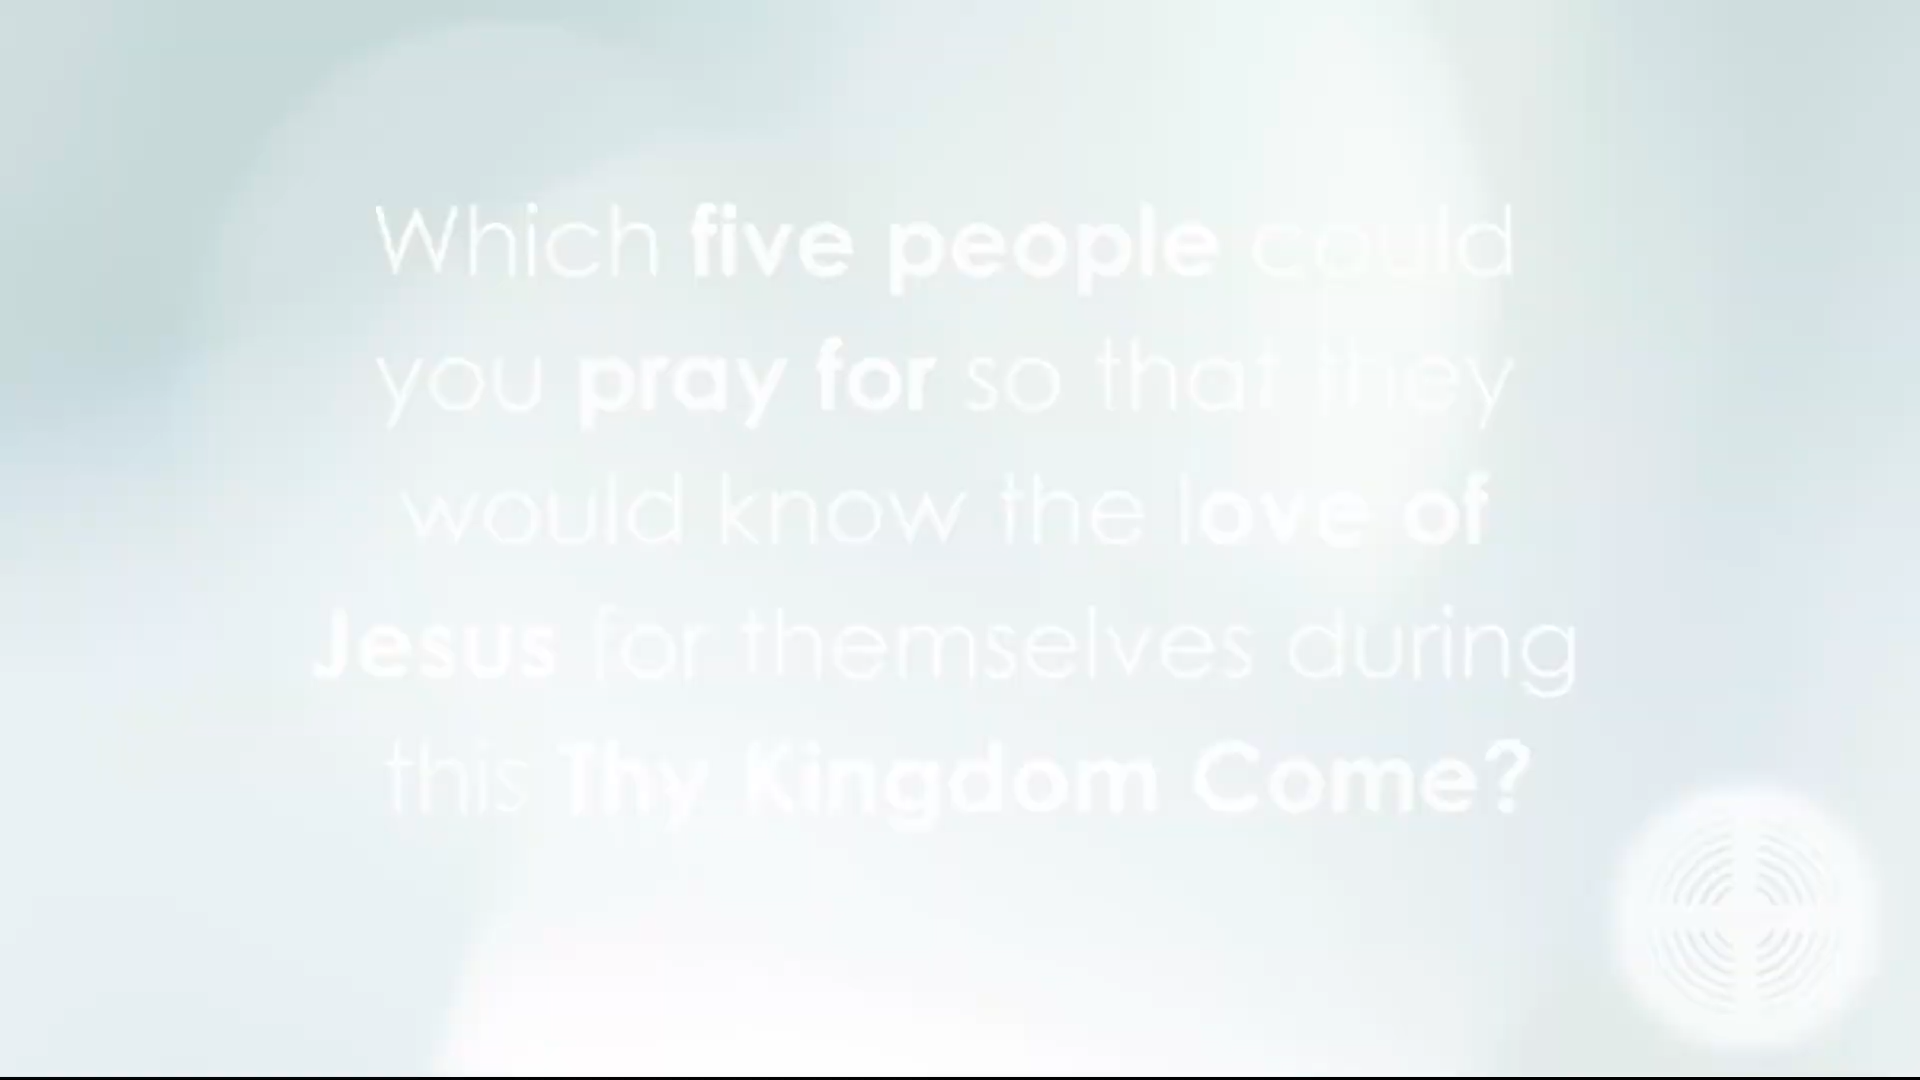 Which five people could
you pray for so that they
would know the love of
Jesus for themselves during
this Thy Kingdom Come?